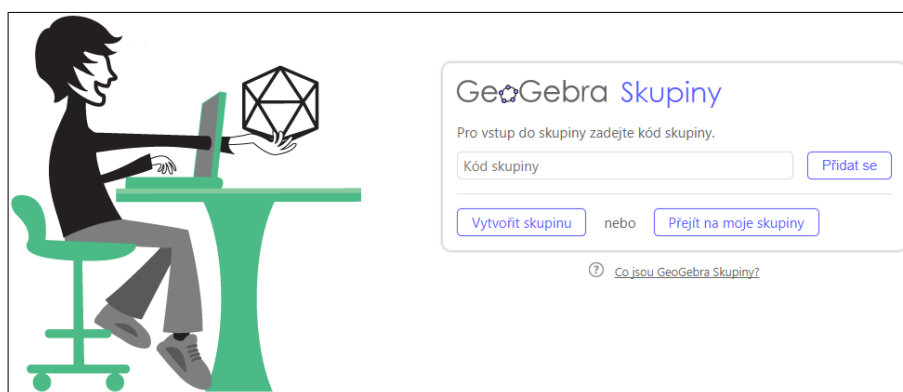 GeoGebra Skupiny
Pro vstup do skupiny zadejte kód skupiny.
Kód skupiny Přidat se
Vytvořit skupinu nebo Přejít na moje skupiny
? Co jsou GeoGebra Skupiny?